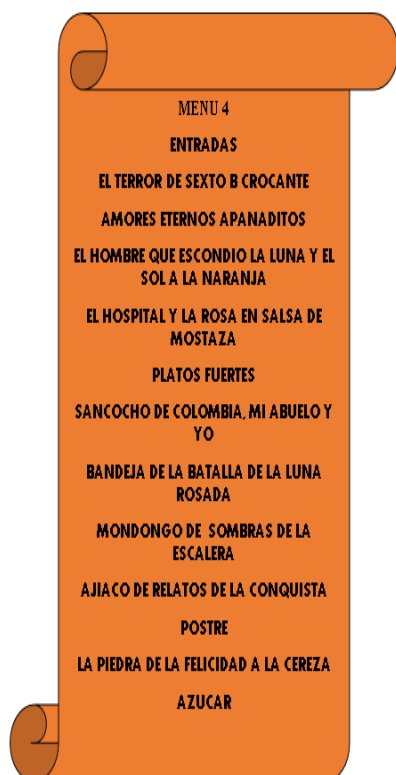 MENU 4
ENTRADAS
EL TERROR DE SEXTO B CROCANTE
AMORES ETERNOS APANADITOS
EL HOMBRE QUE ESCONDIO LA LUNA Y EL
SOL A LA NARANJA
EL HOSPITAL Y LA ROSA EN SALSA DE
MOSTAZA
PLATOS FUERTES
SANCOCHO DE COLOMBIA, MI ABUELO Y
YO
BANDEJA DE LA BATALLA DE LA LUNA
ROSADA
MONDONGO DE SOMBRAS DE LA
ESCALERA
AJIACO DE RELATOS DE LA CONQUISTA
POSTRE
LA PIEDRA DE LA FELICIDAD A LA CEREZA
AZUCAR